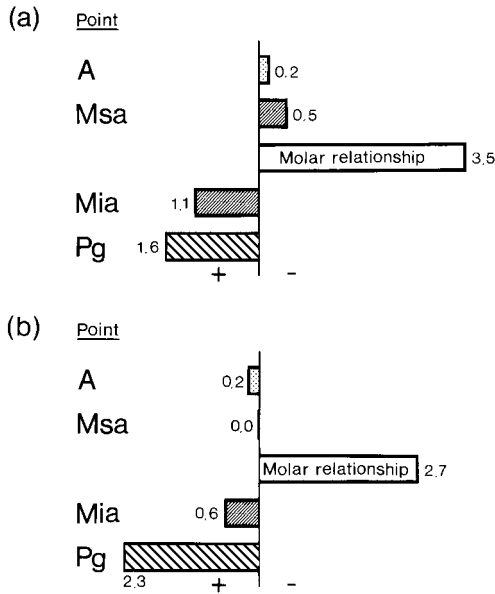 (a) Point
A 0.2
Msa 0.5
Molar relationship 3.5
Mia 1.1
Pg 1.6
+ -
(b) Point
A 0.2
Msa 0.0
Molar relationship 2.7
Mia 0.6
Pg 2.3
+ -